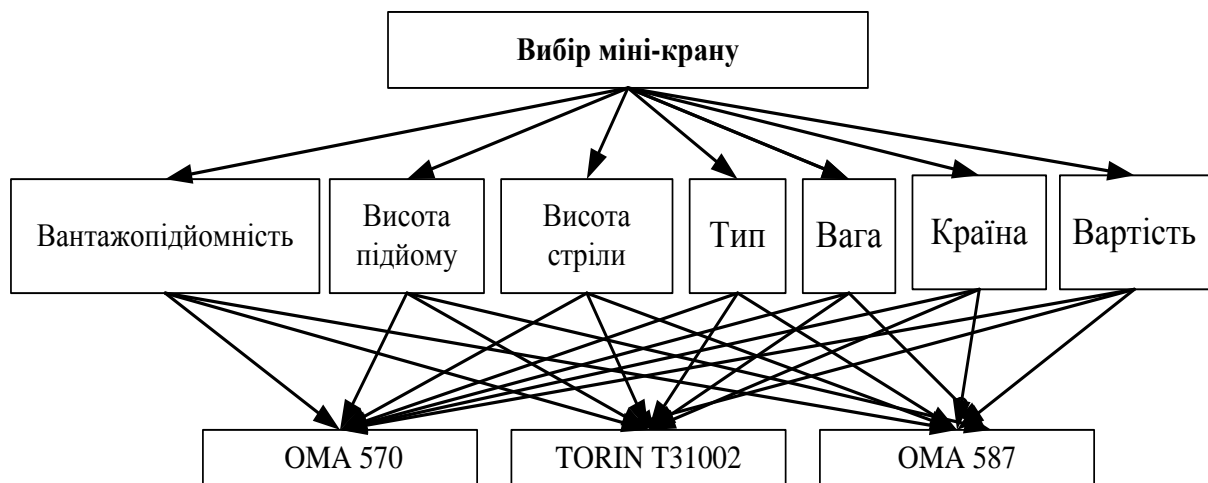 Вибір міні-крану
Вантажопідйомність
Висота
підйому
Висота
стріли
Тип
Вага
Країна
Вартість
OMA 570
TORIN T31002
OMA 587